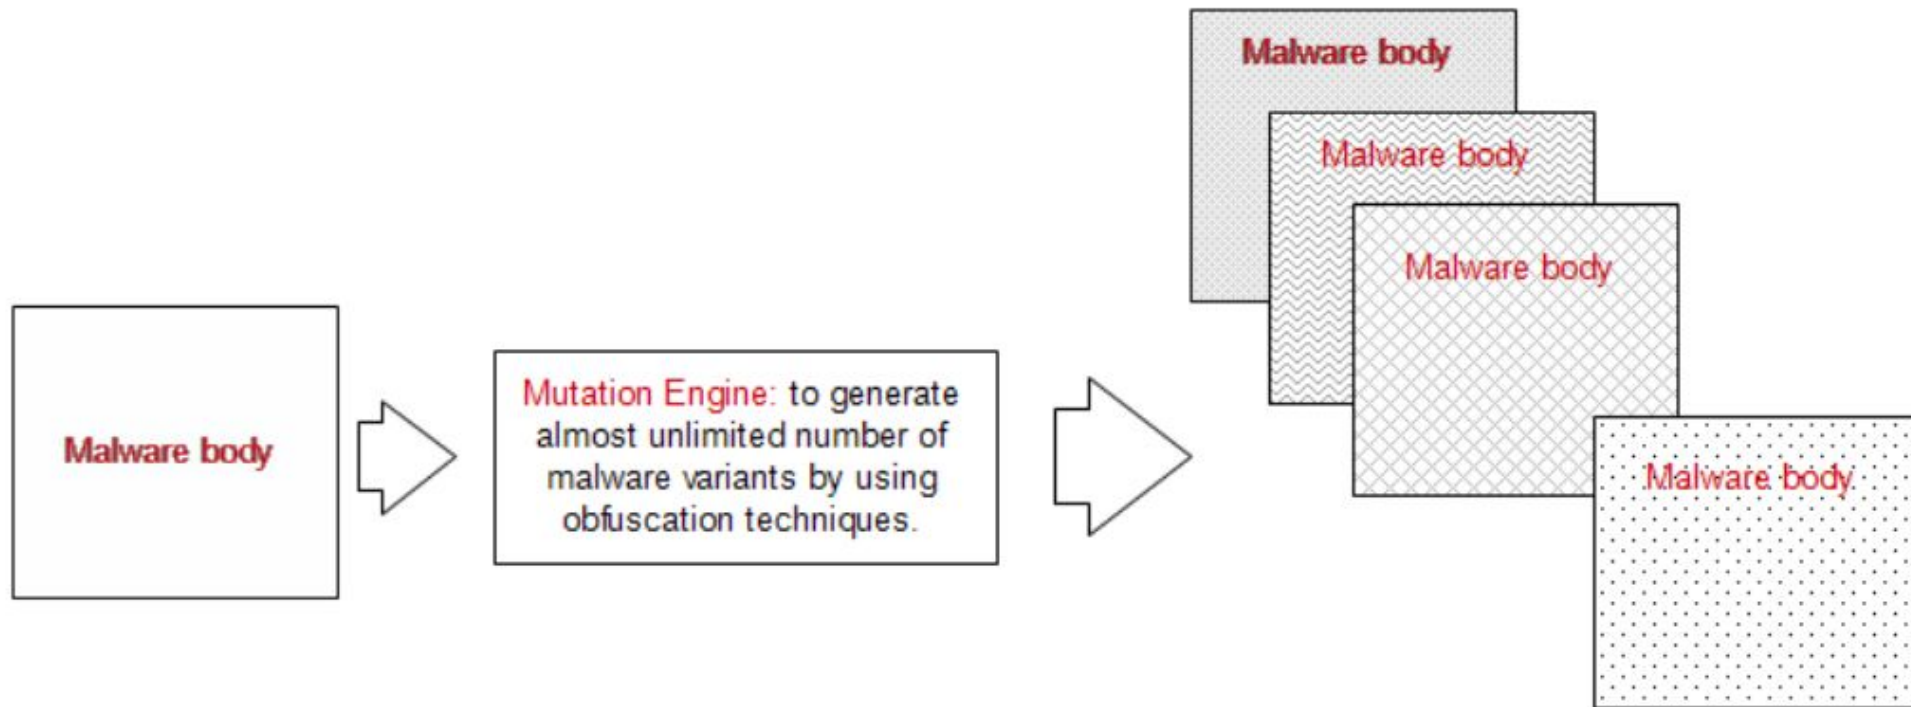 Malware body
Mutation Engine: to generate
almost unlimited number of
malware variants by using
obfuscation techniques.
Malware body
Malware body
Malware body
Malware body